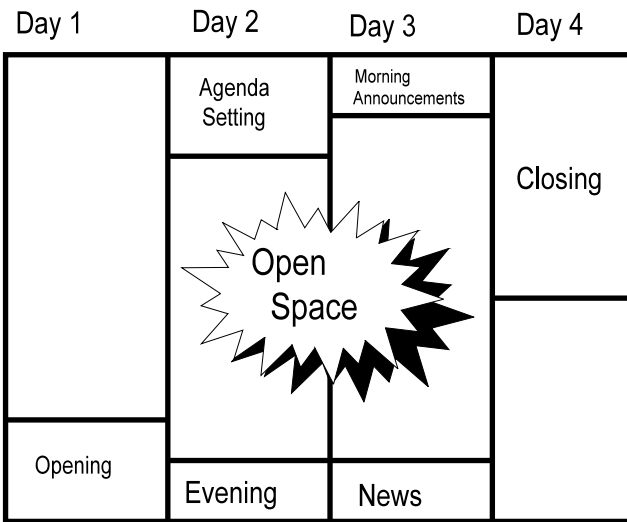 Day 1 Day 2 Day 3 Day 4
Agenda
Setting
Morning
Announcements
Closing
Open
Space
Opening
Evening News